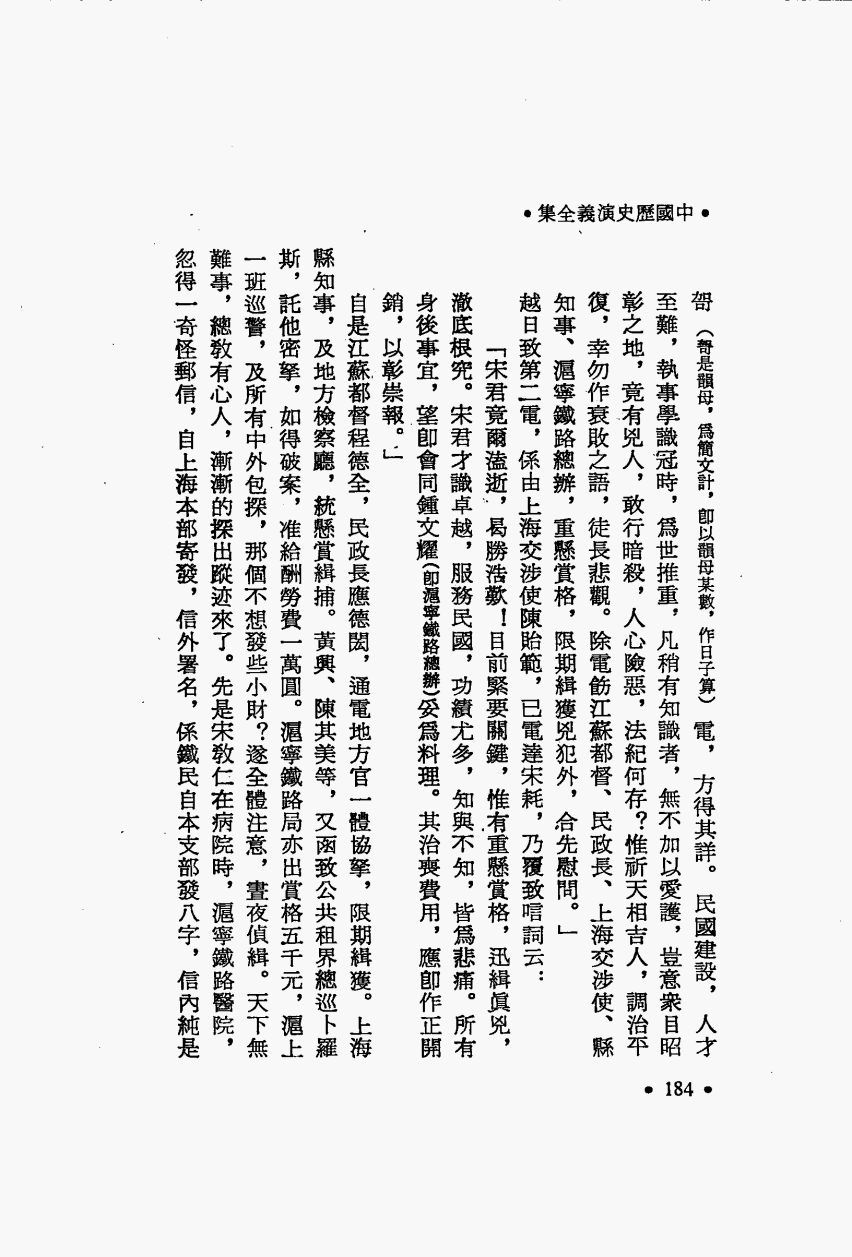 •中國歷史演義全集•
哿（哿是韻母，爲簡文計，卽以韻母某數，作日子算）電，方得其詳。民國建設，人才
至難，執事學識冠時，爲世推重，凡稍有知識者，無不加以愛護，豈意衆目昭
彰之地，竟有兇人，敢行暗殺，人心險惡，法紀何存？惟祈天相吉人，調治平
復，幸勿作衰敗之語，徒長悲觀。除電飭江蘇都督、民政長、上海交涉使、縣
知事、滬寧鐵路總辦，重懸賞格，限期緝獲兇犯外，合先慰問。」
越日致第二電，係由上海交涉使陳貽範，已電達宋耗，乃覆致唁詞云：
「宋君竟爾溘逝，曷勝浩歎！目前緊要關鍵，惟有重懸賞格，迅緝眞兇，
澈底根究。宋君才識卓越，服務民國，功績尤多，知與不知，皆爲悲痛。所有
身後事宜，望卽會同鍾文耀（卽滬寧鐵路總辦）妥爲料理。其治喪費用，應卽作正開
銷，以彰崇報。」
自是江蘇都督程德全，民政長應德閎，通電地方官一體協拏，限期緝獲。上海
縣知事，及地方檢察廳，統懸賞緝捕。黃興、陳其美等，又函致公共租界總巡卜羅
斯，託他密拏，如得破案，准給酬勞費一萬圓。滬寧鐵路局亦出賞格五千元，滬上
一班巡警，及所有中外包探，那個不想發些小財？遂全體注意，晝夜偵緝。天下無
難事，總敎有心人，漸漸的探出蹤迹來了。先是宋敎仁在病院時，滬寧鐵路醫院，
忽得一奇怪郵信，自上海本部寄發，信外署名，係鐵民自本支部發八字，信內純是
•184•